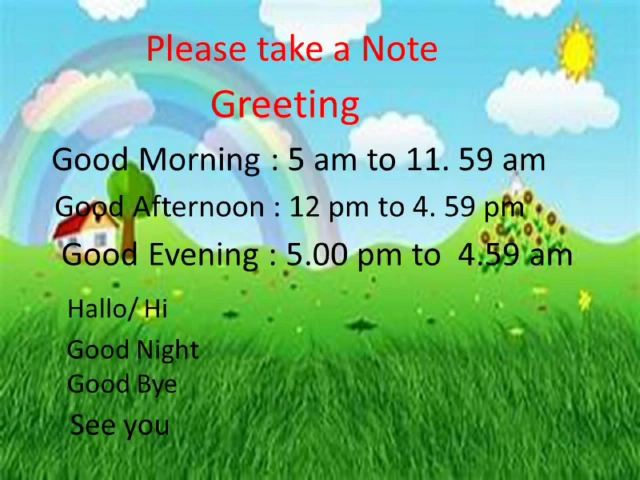 Please take a Note
Greeting
Good Morning : 5 am to 11. 59 am
Good Afternoon : 12 pm to 4. 59 pm
Good Evening : 5.00 pm to 4.59 am
Hallo/ Hi
Good Night
Good Bye
See you